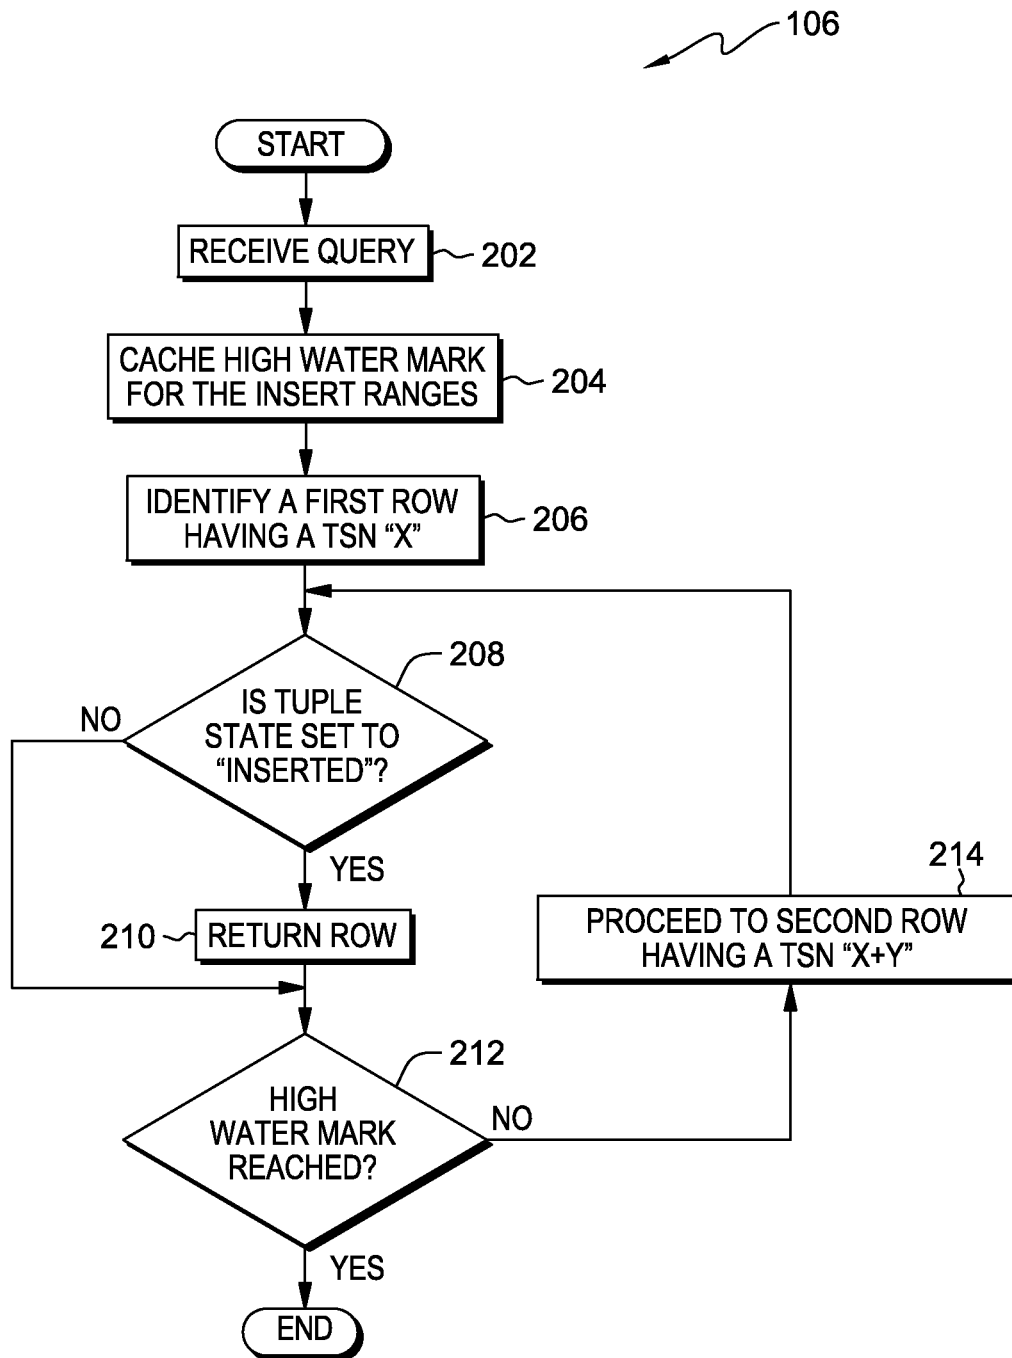 106
START
RECEIVE QUERY
202
CACHE HIGH WATER MARK
FOR THE INSERT RANGES
204
IDENTIFY A FIRST ROW
HAVING A TSN “X”
206
208
IS TUPLE
STATE SET TO
“INSERTED”?
NO
YES
210
RETURN ROW
214
PROCEED TO SECOND ROW
HAVING A TSN “X+Y”
212
HIGH
WATER MARK
REACHED?
NO
YES
END